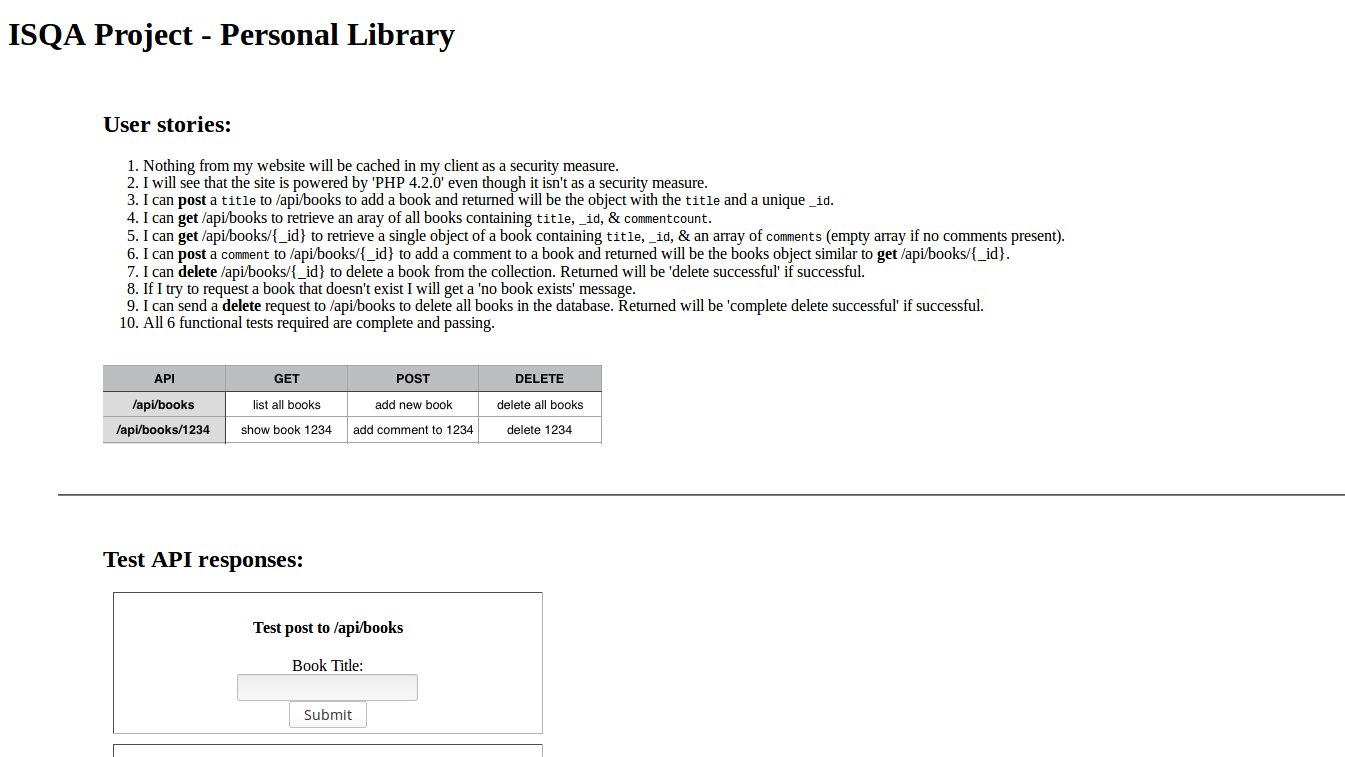 ISQA Project - Personal Library
User stories:
1. Nothing from my website will be cached in my client as a security measure.
2. I will see that the site is powered by 'PHP 4.2.0' even though it isn't as a security measure.
3. I can post a title to /api/books to add a book and returned will be the object with the title and a unique _id.
4. I can get /api/books to retrieve an aray of all books containing title, _id, & commentcount.
5. I can get /api/books/{_id} to retrieve a single object of a book containing title, _id, & an array of comments (empty array if no comments present).
6. I can post a comment to /api/books/{_id} to add a comment to a book and returned will be the books object similar to get /api/books/{_id}.
7. I can delete /api/books/{_id} to delete a book from the collection. Returned will be 'delete successful' if successful.
8. If I try to request a book that doesn't exist I will get a 'no book exists' message.
9. I can send a delete request to /api/books to delete all books in the database. Returned will be 'complete delete successful' if successful.
10. All 6 functional tests required are complete and passing.
API GET POST DELETE
/api/books list all books add new book delete all books
/api/books/1234 show book 1234 add comment to 1234 delete 1234
Test API responses:
Test post to /api/books
Book Title:
Submit